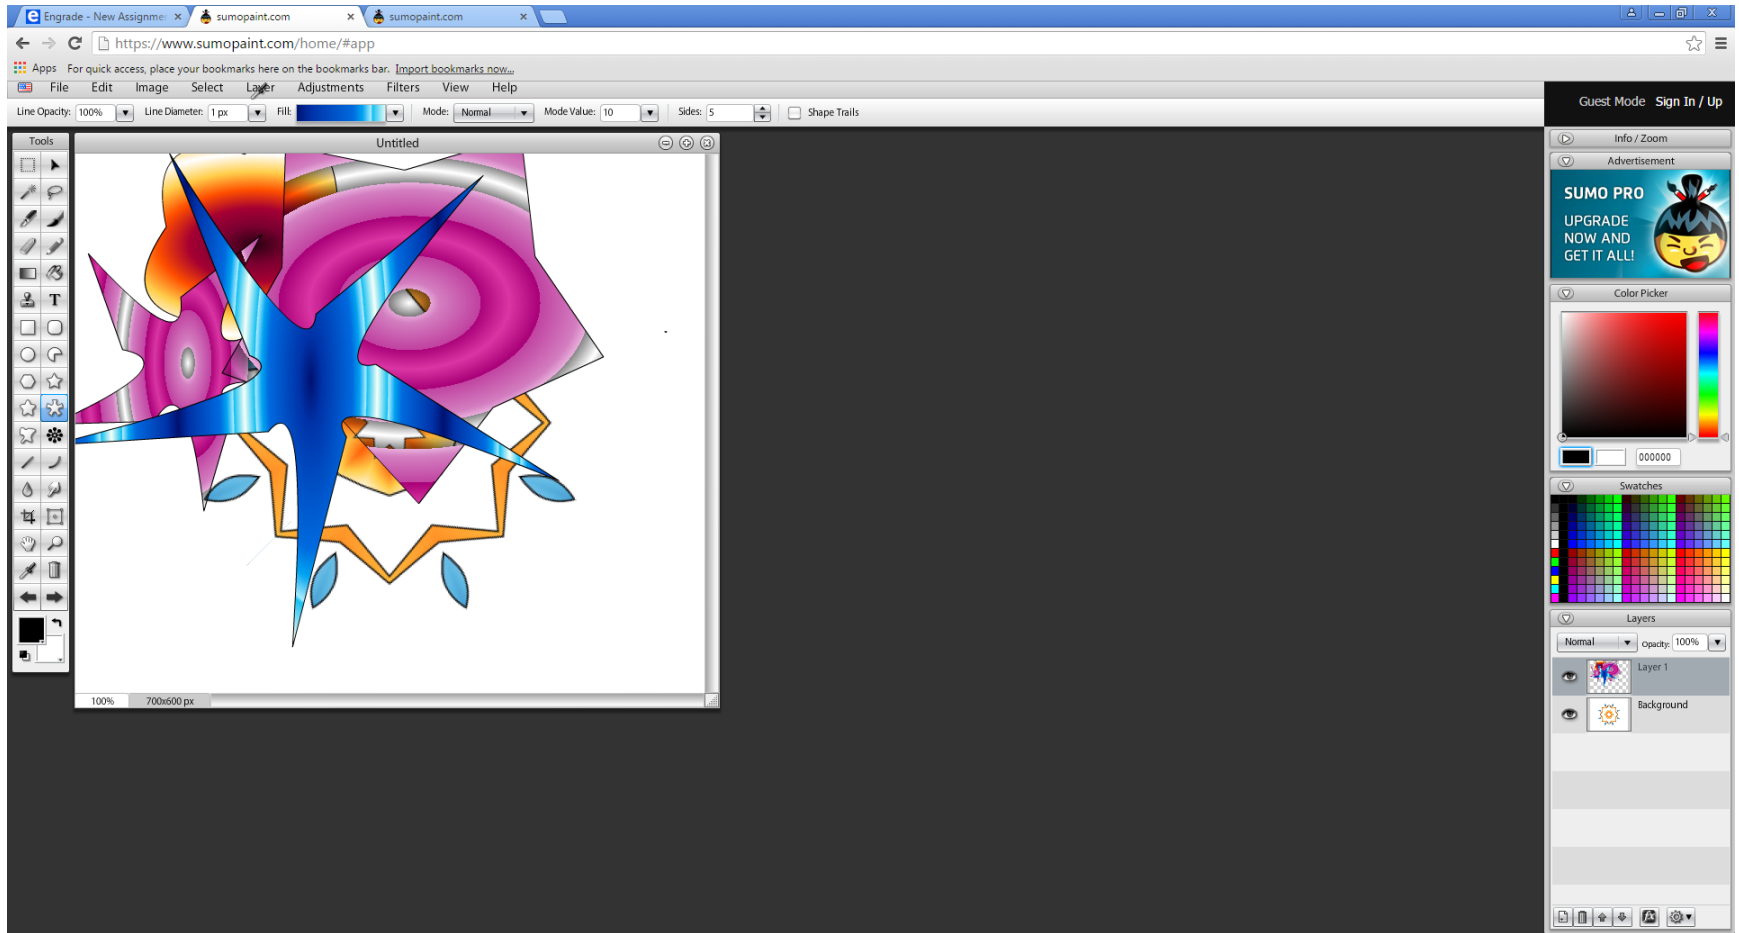 Engrade - New Assignme
sumopaint.com
sumopaint.com
https://www.sumopaint.com/home/#app
Apps For quick access, place your bookmarks here on the bookmarks bar. Import bookmarks now...
File Edit Image Select Layer Adjustments Filters View Help
Guest Mode Sign In / Up
Line Opacity: 100% Line Diameter: 1 px Fill: Mode: Normal Mode Value: 10 Sides: 5 Shape Trails
Tools
Untitled
T
100% 700x600 px
Info / Zoom
Advertisement
SUMO PRO
UPGRADE
NOW AND
GET IT ALL!
Color Picker
000000
Swatches
Layers
Normal Opacity: 100%
Layer 1
Background